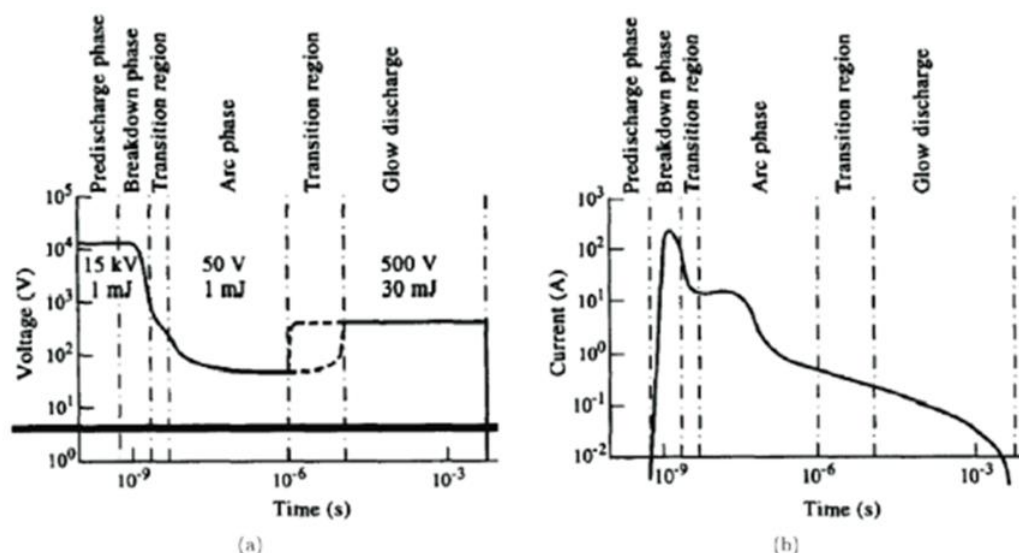 Predischarge phase
Breakdown phase
Transition region
Arc phase
Transition region
Glow discharge
10^5
10^4
10^3
10^2
10^1
10^0
Voltage (V)
15 kV
1 mJ
50 V
1 mJ
500 V
30 mJ
10^-9
10^-6
10^-3
Time (s)
(a)
Predischarge phase
Breakdown phase
Transition region
Arc phase
Transition region
Glow discharge
10^3
10^2
10^1
10^0
10^-1
10^-2
Current (A)
10^-9
10^-6
10^-3
Time (s)
(b)